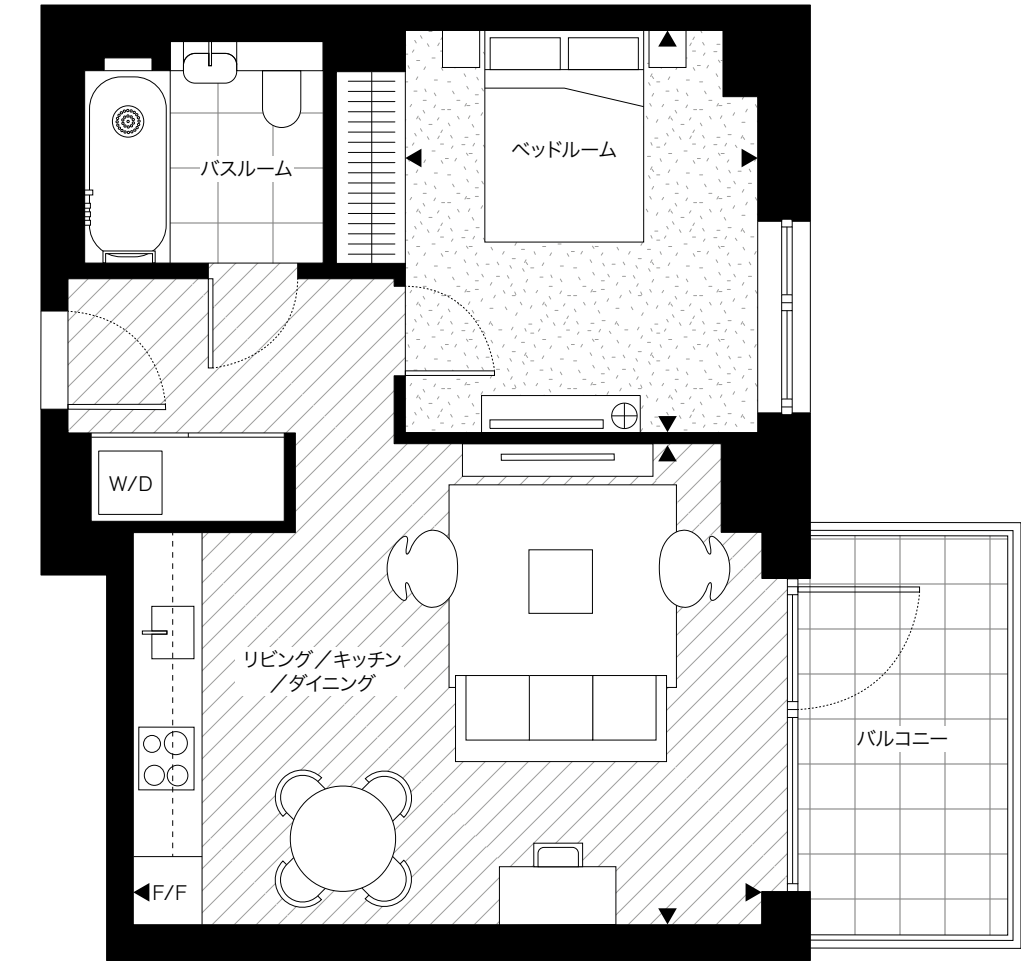 バスルーム
ベッドルーム
W/D
リビング／キッチン
／ダイニング
バルコニー
F/F